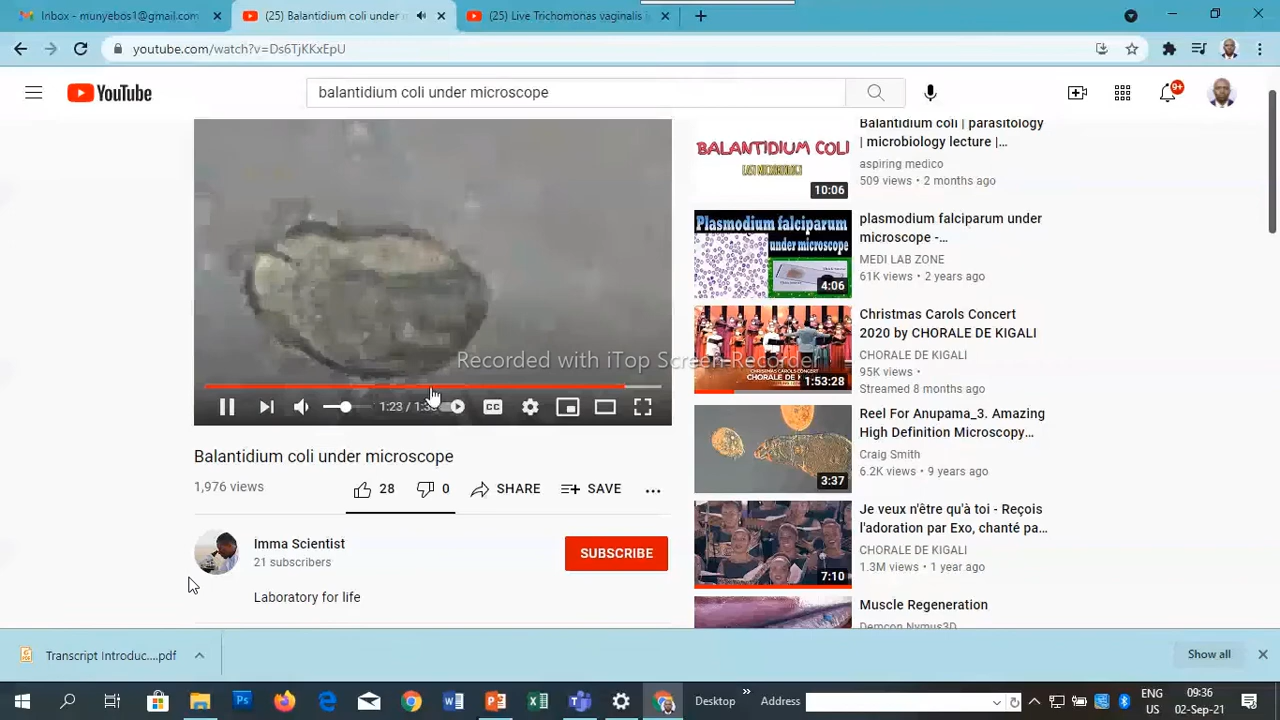 Inbox - munyebos1@gmail.com
(25) Balantidium coli under
(25) Live Trichomonas vaginalis
youtube.com/watch?v=Ds6TjKKxEpU
YouTube
balantidium coli under microscope
9+
Recorded with iTop Screen Recorder
1:23 /
CC
Balantidium coli under microscope
1,976 views
28
0
SHARE
SAVE
Imma Scientist
21 subscribers
SUBSCRIBE
Laboratory for life
BALANTIDIUM COLI
10:06
Balantidium coli | parasitology
| microbiology lecture |…
aspiring medico
509 views • 2 months ago
Plasmodium falciparum
under microscope
4:06
plasmodium falciparum under
microscope -…
MEDI LAB ZONE
61K views • 2 years ago
1:53:28
Christmas Carols Concert
2020 by CHORALE DE KIGALI
CHORALE DE KIGALI
95K views •
Streamed 8 months ago
3:37
Reel For Anupama_3. Amazing
High Definition Microscopy…
Craig Smith
6.2K views • 9 years ago
7:10
Je veux n'être qu'à toi - Reçois
l'adoration par Exo, chanté pa…
CHORALE DE KIGALI
1.3M views • 1 year ago
Muscle Regeneration
Demcon Nymus3D
Transcript Introduc....pdf
Show all
Desktop
Address
ENG
US
09:36
02-Sep-21